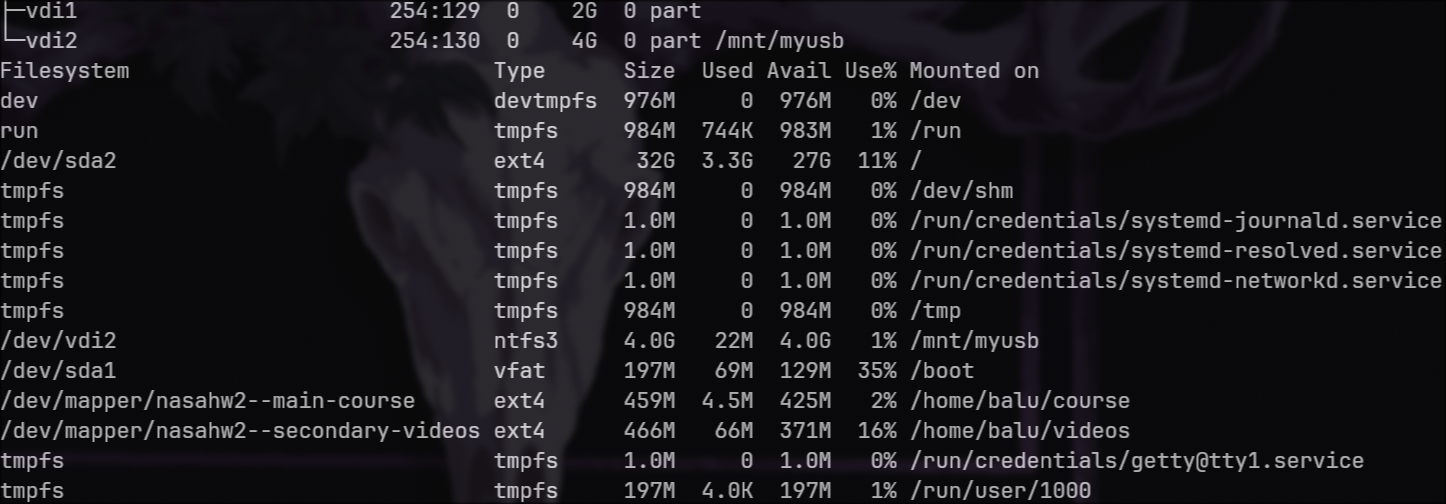 ├─vdi1                        254:129  0    2G  0 part
└─vdi2                        254:130  0    4G  0 part /mnt/myusb
Filesystem                            Type      Size  Used Avail Use% Mounted on
dev                                   devtmpfs  976M     0  976M   0% /dev
run                                   tmpfs     984M  744K  983M   1% /run
/dev/sda2                             ext4       32G  3.3G   27G  11% /
tmpfs                                 tmpfs     984M     0  984M   0% /dev/shm
tmpfs                                 tmpfs     1.0M     0  1.0M   0% /run/credentials/systemd-journald.service
tmpfs                                 tmpfs     1.0M     0  1.0M   0% /run/credentials/systemd-resolved.service
tmpfs                                 tmpfs     1.0M     0  1.0M   0% /run/credentials/systemd-networkd.service
tmpfs                                 tmpfs     984M     0  984M   0% /tmp
/dev/vdi2                             ntfs3     4.0G   22M  4.0G   1% /mnt/myusb
/dev/sda1                             vfat      197M   69M  129M  35% /boot
/dev/mapper/nasahw2--main-course      ext4      459M  4.5M  425M   2% /home/balu/course
/dev/mapper/nasahw2--secondary-videos ext4      466M   66M  371M  16% /home/balu/videos
tmpfs                                 tmpfs     1.0M     0  1.0M   0% /run/credentials/getty@tty1.service
tmpfs                                 tmpfs     197M  4.0K  197M   1% /run/user/1000